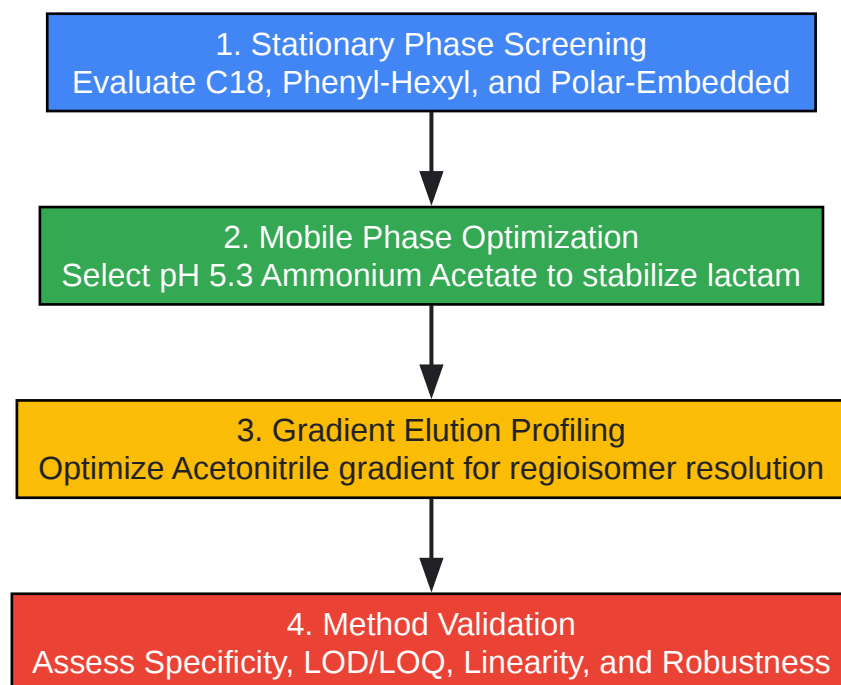 1. Stationary Phase Screening
Evaluate C18, Phenyl-Hexyl, and Polar-Embedded
2. Mobile Phase Optimization
Select pH 5.3 Ammonium Acetate to stabilize lactam
3. Gradient Elution Profiling
Optimize Acetonitrile gradient for regioisomer resolution
4. Method Validation
Assess Specificity, LOD/LOQ, Linearity, and Robustness